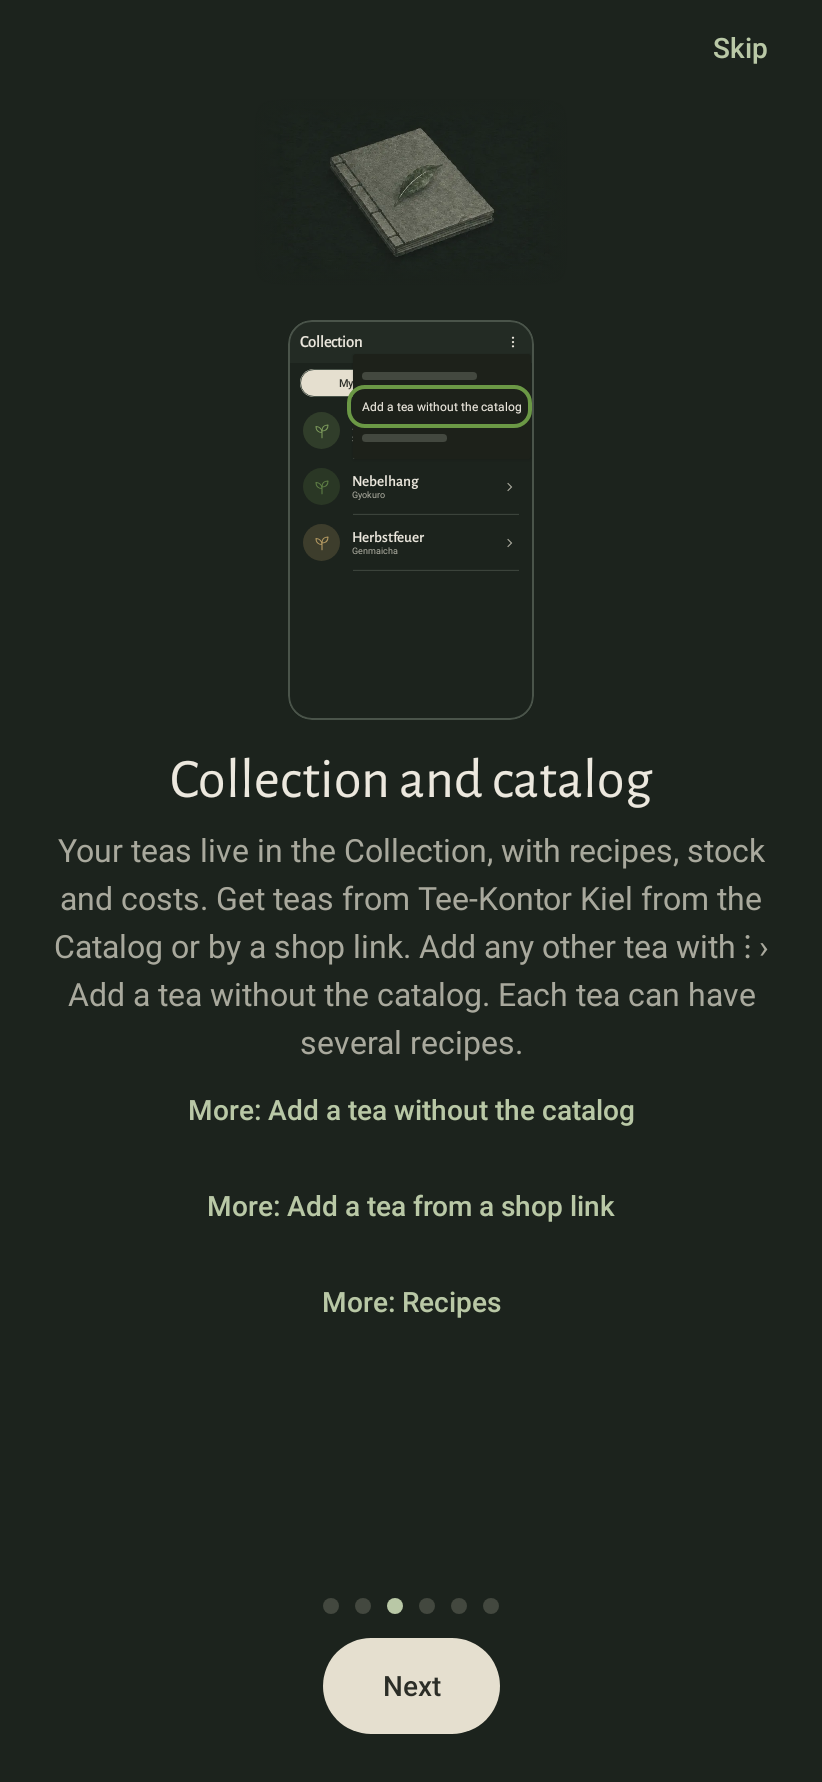 Skip
Collection
My
Add a tea without the catalog
Nebelhang
Gyokuro
Herbstfeuer
Genmaicha
Collection and catalog
Your teas live in the Collection, with recipes, stock
and costs. Get teas from Tee-Kontor Kiel from the
Catalog or by a shop link. Add any other tea with ⋮ ›
Add a tea without the catalog. Each tea can have
several recipes.
More: Add a tea without the catalog
More: Add a tea from a shop link
More: Recipes
Next